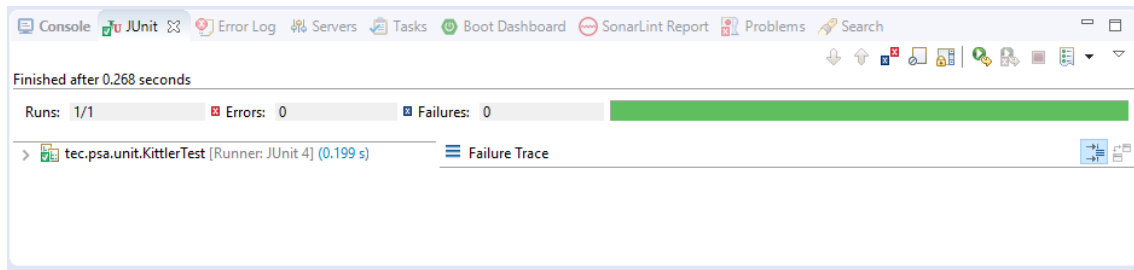 Console JUnit Error Log Servers Tasks Boot Dashboard SonarLint Report Problems Search
Finished after 0.268 seconds
Runs: 1/1 Errors: 0 Failures: 0
tec.psa.unit.KittlerTest [Runner: JUnit 4] (0.199 s) Failure Trace